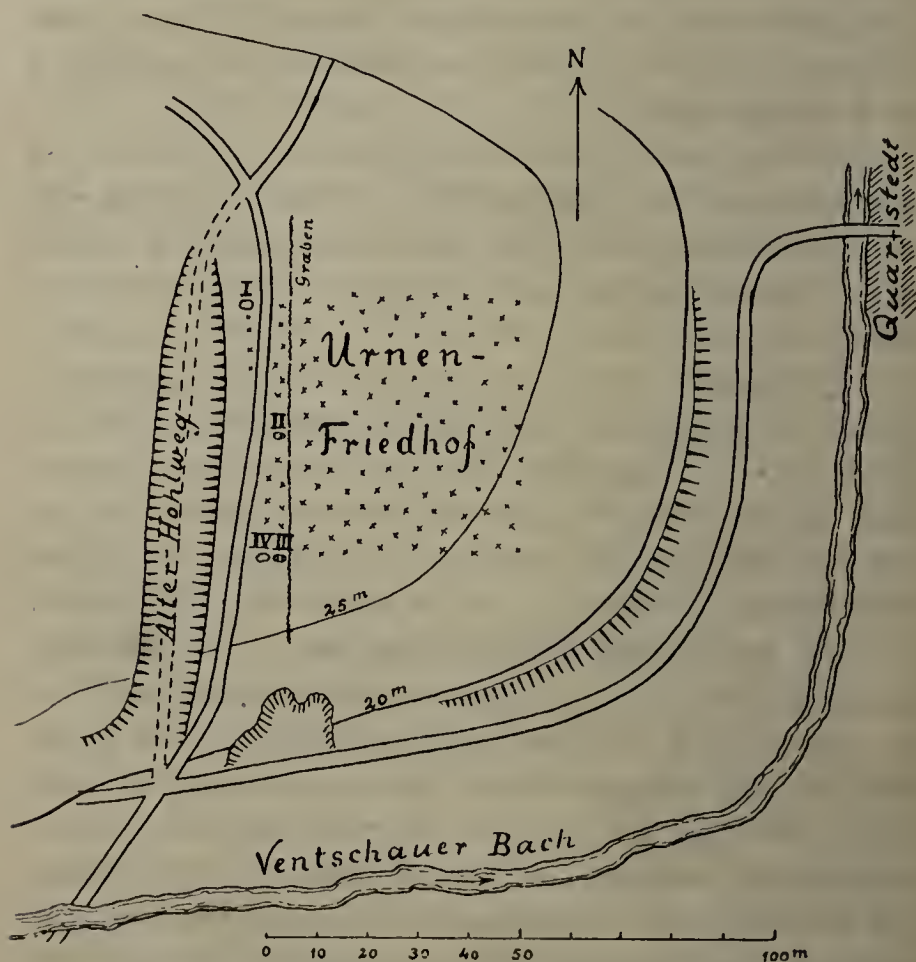 N
Quarstedt
Graben
I
Urnen-
II
Friedhof
Alter-Hohlweg
IV III
25 m
20 m
Ventschauer Bach
0 10 20 30 40 50 100 m